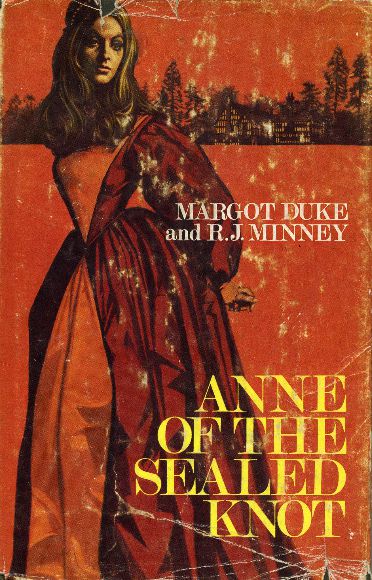 MARGOT DUKE
and R.J. MINNEY
ANNE
OF THE
SEALED
KNOT